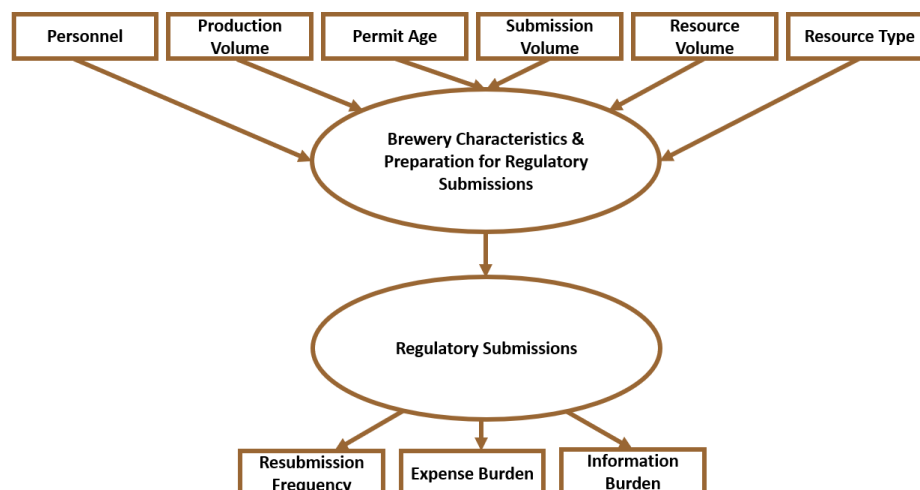 Personnel
Production
Volume
Permit Age
Submission
Volume
Resource
Volume
Resource Type
Brewery Characteristics &
Preparation for Regulatory
Submissions
Regulatory Submissions
Resubmission
Frequency
Expense Burden
Information
Burden